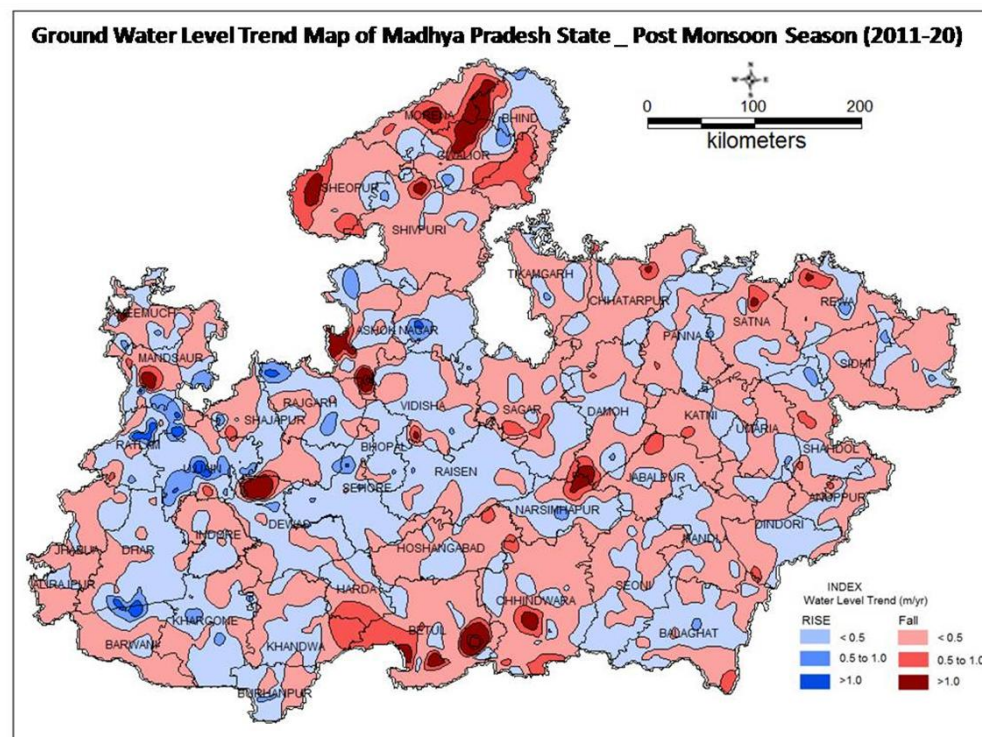 Ground Water Level Trend Map of Madhya Pradesh State _ Post Monsoon Season (2011-20)
N
W E
S
0 100 200
kilometers
MORENA
BHIND
GWALIOR
SHEOPUR
SHIVPURI
TIKAMGARH
CHHATARPUR
NEEMUCH
ASHOK NAGAR
PANNA
SATNA
REWA
MANDSAUR
SIDHI
RAJGARH
VIDISHA
SAGAR
DAMOH
KATNI
SHAJAPUR
UMARIA
RATLAM
BHOPAL
SHAHDOL
UJJAIN
RAISEN
SEHORE
JABALPUR
ANUPPUR
NARSIMHAPUR
DINDORI
DEWAS
INDORE
MANDLA
JHABUA
DHAR
HOSHANGABAD
ALIRAJPUR
HARDA
SEONI
CHHINDWARA
KHARGONE
BETUL
BALAGHAT
BARWANI
KHANDWA
BURHANPUR
INDEX
Water Level Trend (m/yr)
RISE Fall
< 0.5 < 0.5
0.5 to 1.0 0.5 to 1.0
>1.0 >1.0